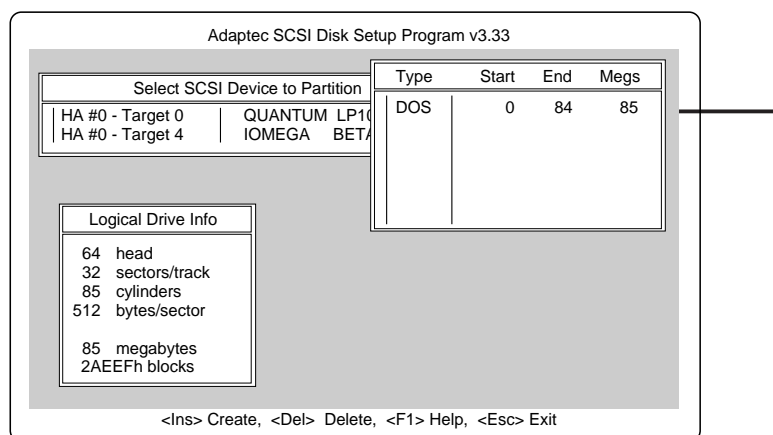 Adaptec SCSI Disk Setup Program v3.33
Select SCSI Device to Partition
HA #0 - Target 0 QUANTUM
HA #0 - Target 4 IOMEGA
Type Start End Megs
DOS 0 84 85
Logical Drive Info
64 head
32 sectors/track
85 cylinders
512 bytes/sector
85 megabytes
2AEEFh blocks
<Ins> Create, <Del> Delete, <F1> Help, <Esc> Exit